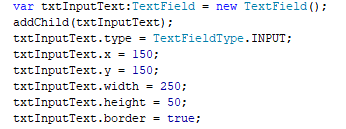 var txtInputText:TextField = new TextField();
addChild(txtInputText);
txtInputText.type = TextFieldType.INPUT;
txtInputText.x = 150;
txtInputText.y = 150;
txtInputText.width = 250;
txtInputText.height = 50;
txtInputText.border = true;